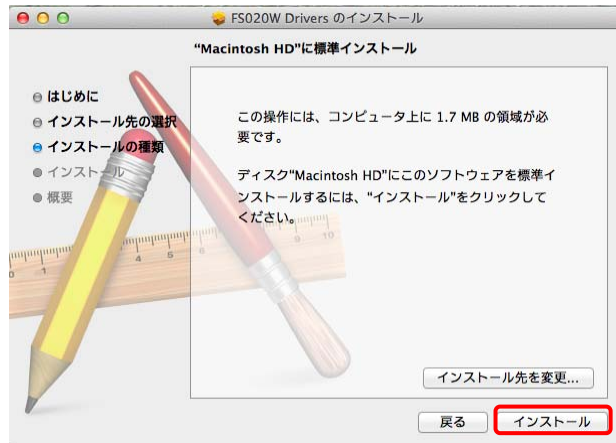 FS020W Drivers のインストール
“Macintosh HD”に標準インストール
はじめに
インストール先の選択
インストールの種類
インストール
概要
この操作には、コンピュータ上に 1.7 MB の領域が必
要です。
ディスク“Macintosh HD”にこのソフトウェアを標準イ
ンストールするには、“インストール”をクリックして
ください。
4 5 6 9 10
インストール先を変更...
戻る
インストール